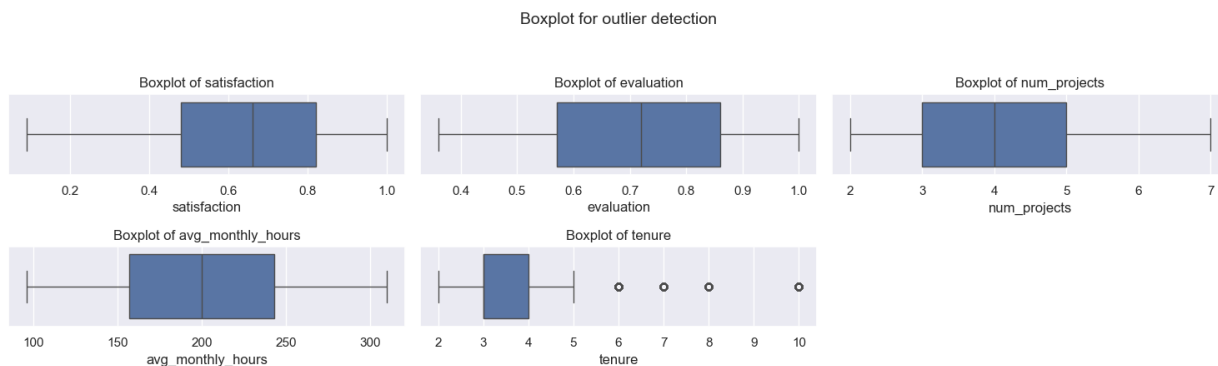 Boxplot for outlier detection
Boxplot of satisfaction
0.2 0.4 0.6 0.8 1.0
satisfaction
Boxplot of evaluation
0.4 0.5 0.6 0.7 0.8 0.9 1.0
evaluation
Boxplot of num_projects
2 3 4 5 6 7
num_projects
Boxplot of avg_monthly_hours
100 150 200 250 300
avg_monthly_hours
Boxplot of tenure
2 3 4 5 6 7 8 9 10
tenure